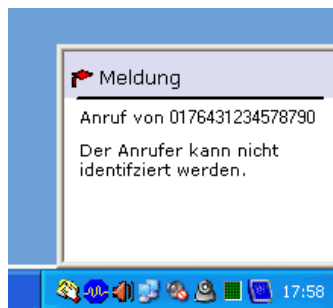 Meldung
Anruf von 0176431234578790
Der Anrufer kann nicht
identifziert werden.
17:58